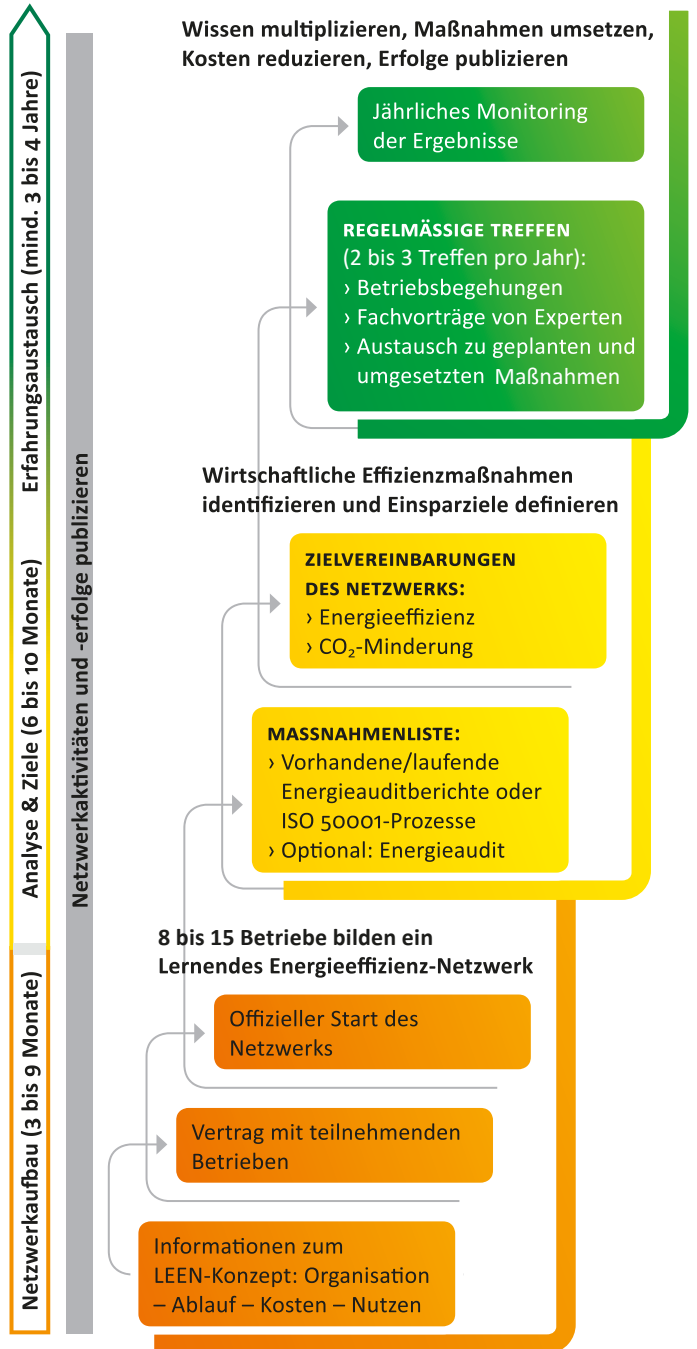 Wissen multiplizieren, Maßnahmen umsetzen,
Kosten reduzieren, Erfolge publizieren
Jährliches Monitoring
der Ergebnisse
REGELMÄSSIGE TREFFEN
(2 bis 3 Treffen pro Jahr):
› Betriebsbegehungen
› Fachvorträge von Experten
› Austausch zu geplanten und
umgesetzten Maßnahmen
Erfahrungsaustausch (mind. 3 bis 4 Jahre)
Netzwerkaktivitäten und -erfolge publizieren
Wirtschaftliche Effizienzmaßnahmen
identifizieren und Einsparziele definieren
ZIELVEREINBARUNGEN
DES NETZWERKS:
› Energieeffizienz
› CO₂-Minderung
MASSNAHMENLISTE:
› Vorhandene/laufende
Energieauditberichte oder
ISO 50001-Prozesse
› Optional: Energieaudit
Analyse & Ziele (6 bis 10 Monate)
8 bis 15 Betriebe bilden ein
Lernendes Energieeffizienz-Netzwerk
Offizieller Start des
Netzwerks
Vertrag mit teilnehmenden
Betrieben
Informationen zum
LEEN-Konzept: Organisation
– Ablauf – Kosten – Nutzen
Netzwerkaufbau (3 bis 9 Monate)